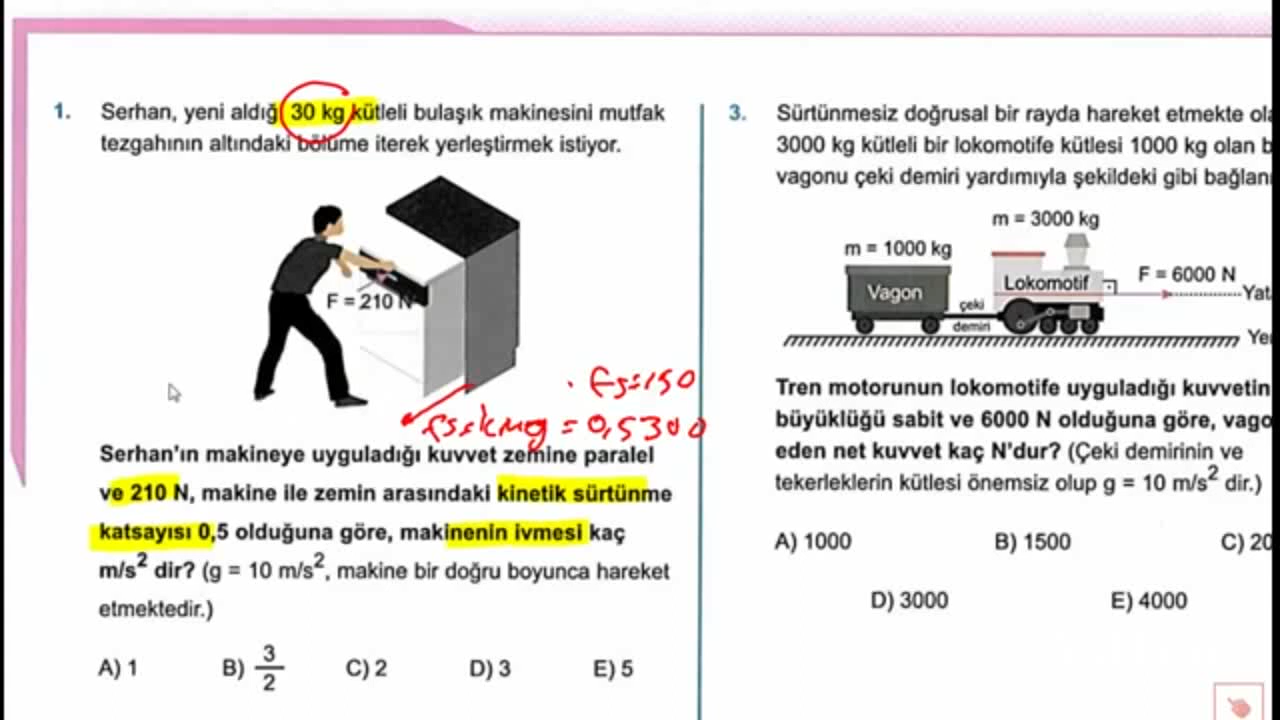 1. Serhan, yeni aldığı 30 kg kütleli bulaşık makinesini mutfak
tezgahının altındaki bölüme iterek yerleştirmek istiyor.
F = 210 N
fs=150
fs=kmg = 0,5300
Serhan'ın makineye uyguladığı kuvvet zemine paralel
ve 210 N, makine ile zemin arasındaki kinetik sürtünme
katsayısı 0,5 olduğuna göre, makinenin ivmesi kaç
m/s² dir? (g = 10 m/s², makine bir doğru boyunca hareket
etmektedir.)
A) 1 B) 3/2 C) 2 D) 3 E) 5
3. Sürtünmesiz doğrusal bir rayda hareket etmekte ola
3000 kg kütleli bir lokomotife kütlesi 1000 kg olan b
vagonu çeki demiri yardımıyla şekildeki gibi bağlanı
m = 3000 kg
m = 1000 kg
F = 6000 N
Vagon
Lokomotif
Yat
çeki
demiri
Ye
Tren motorunun lokomotife uyguladığı kuvvetin
büyüklüğü sabit ve 6000 N olduğuna göre, vago
eden net kuvvet kaç N'dur? (Çeki demirinin ve
tekerleklerin kütlesi önemsiz olup g = 10 m/s² dir.)
A) 1000 B) 1500 C) 20
D) 3000 E) 4000